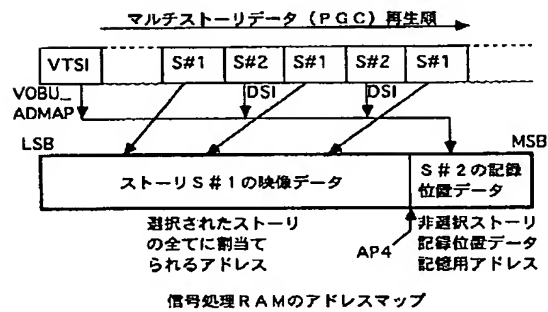 マルチストーリデータ（PGC）再生順
VTSI S#1 S#2 S#1 S#2 S#1
VOBU_
ADMAP
DSI DSI
LSB MSB
ストーリS#1の映像データ
S#2の記録
位置データ
選択されたストーリ
の全てに割当て
られるアドレス
AP4
非選択ストーリ
記録位置データ
記憶用アドレス
信号処理RAMのアドレスマップ